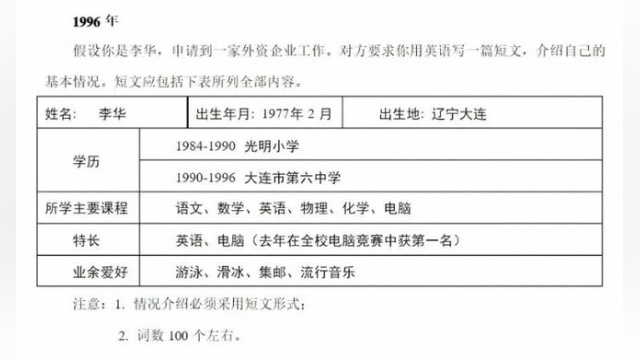 1996 年
假设你是李华，申请到一家外资企业工作。对方要求你用英语写一篇短文，介绍自己的
基本情况。短文应包括下表所列全部内容。
姓名: 李华 出生年月: 1977年 2 月 出生地: 辽宁大连
学历
1984-1990 光明小学
1990-1996 大连市第六中学
所学主要课程 语文、数学、英语、物理、化学、电脑
特长 英语、电脑（去年在全校电脑竞赛中获第一名）
业余爱好 游泳、滑冰、集邮、流行音乐
注意: 1. 情况介绍必须采用短文形式;
2. 词数 100 个左右。